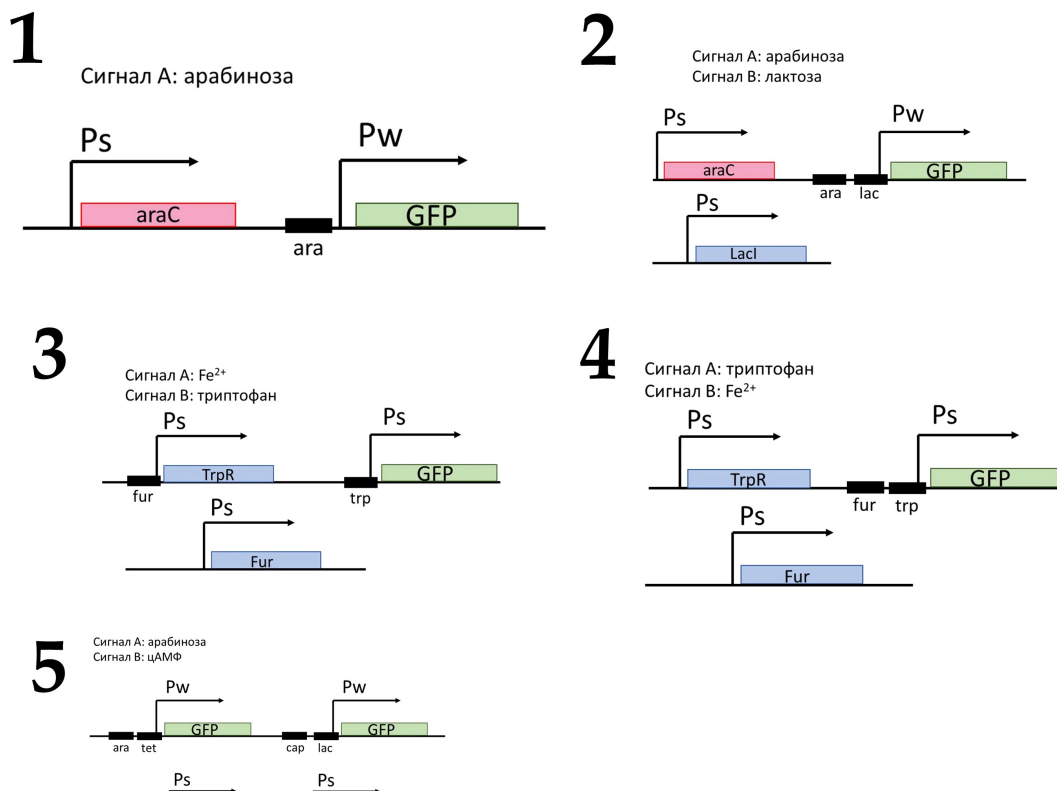 1
Сигнал А: арабиноза
Ps
Pw
araC
GFP
ara
2
Сигнал А: арабиноза
Сигнал В: лактоза
Ps
Pw
araC
GFP
ara
lac
Ps
LacI
3
Сигнал А: Fe²⁺
Сигнал В: триптофан
Ps
Ps
TrpR
GFP
fur
trp
Ps
Fur
4
Сигнал А: триптофан
Сигнал В: Fe²⁺
Ps
Ps
TrpR
GFP
fur
trp
Ps
Fur
5
Сигнал А: арабиноза
Сигнал В: цАМФ
Pw
Pw
GFP
GFP
ara
tet
cap
lac
Ps
Ps